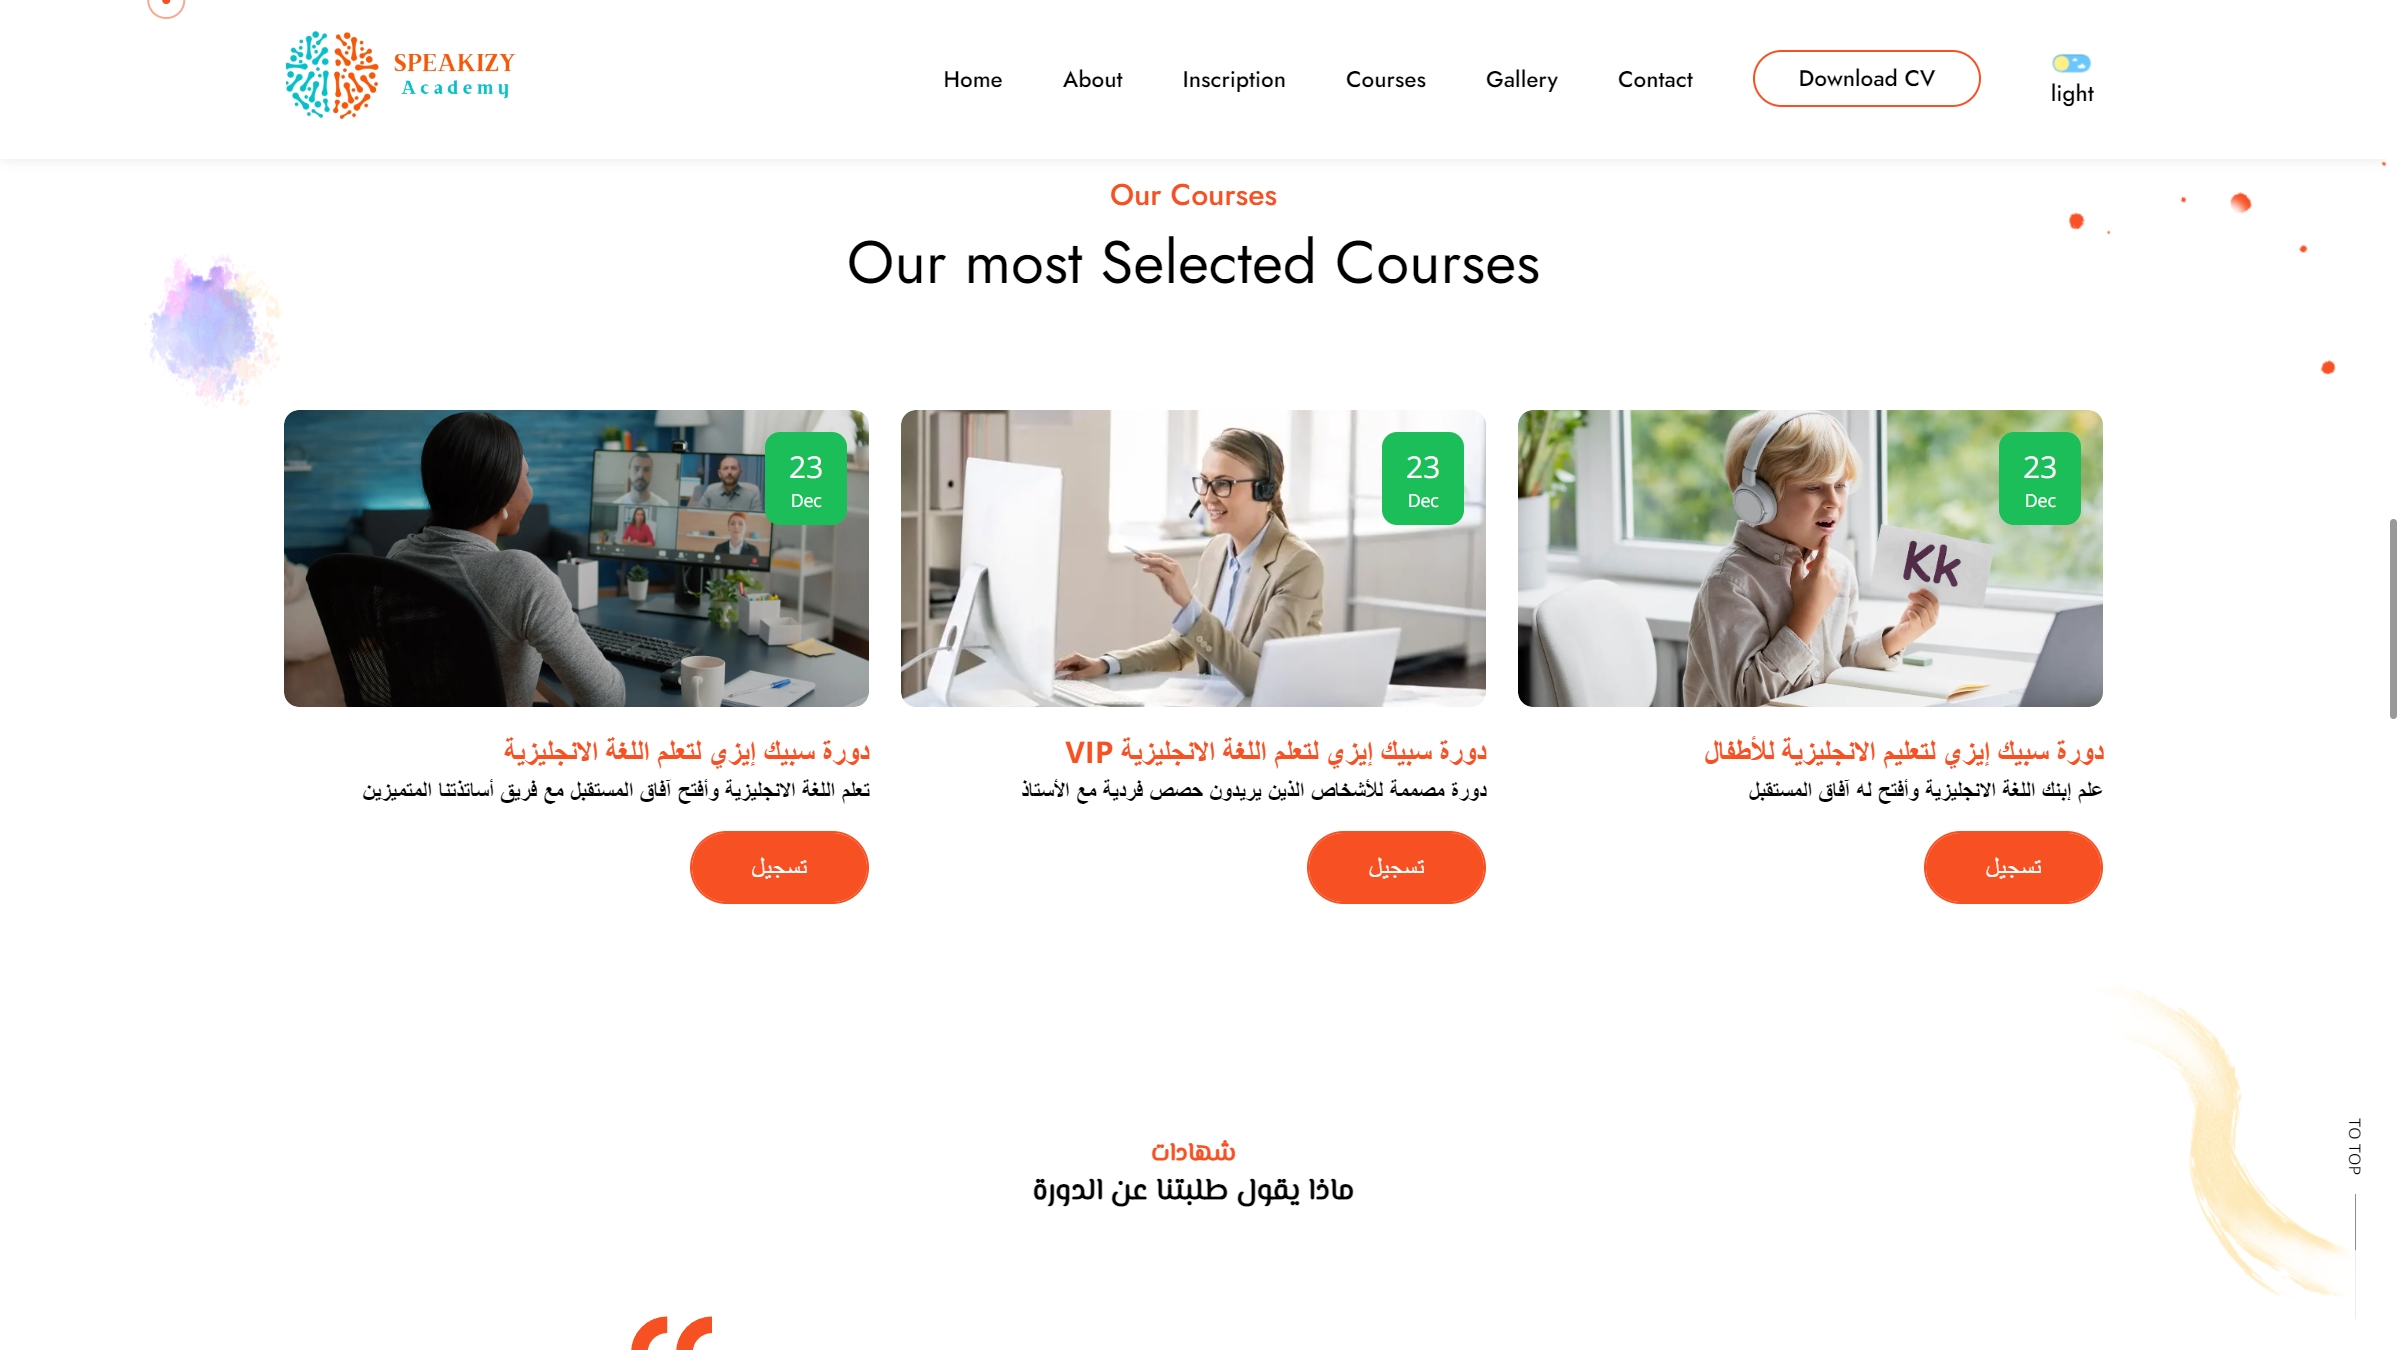 SPEAKIZY
Academy
Home
About
Inscription
Courses
Gallery
Contact
Download CV
light
Our Courses
Our most Selected Courses
23
Dec
23
Dec
Kk
23
Dec
دورة سبيك إيزي لتعلم اللغة الانجليزية
تعلم اللغة الانجليزية وأفتح آفاق المستقبل مع فريق أساتذتنا المتميزين
تسجيل
دورة سبيك إيزي لتعلم اللغة الانجليزية VIP
دورة مصممة للأشخاص الذين يريدون حصص فردية مع الأستاذ
تسجيل
دورة سبيك إيزي لتعليم الانجليزية للأطفال
علم إبنك اللغة الانجليزية وأفتح له آفاق المستقبل
تسجيل
شهادات
ماذا يقول طلبتنا عن الدورة
TO TOP